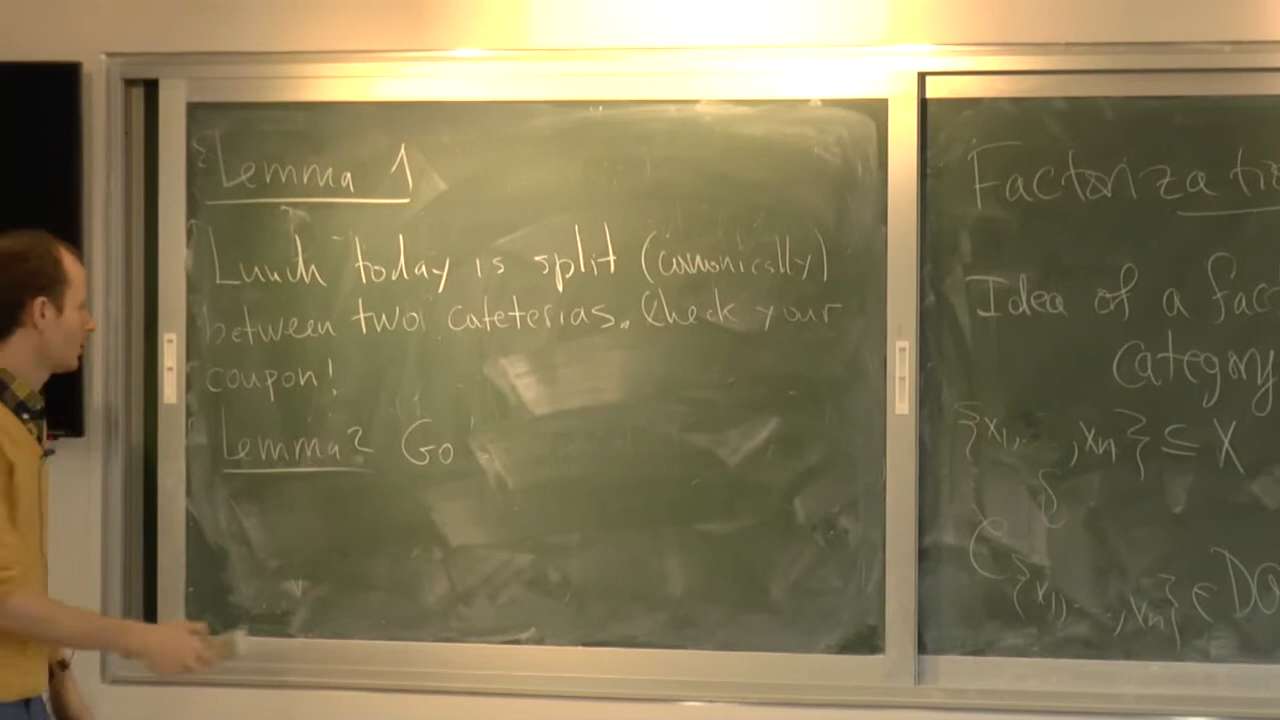 Lemma 1
Lunch today is split (canonically)
between two cafeterias. Check your
coupon!
Lemma 2 Go
Factorizati
Idea of a fac
category
{x1, , xn} ⊆ X
{x1, , xn} ∈ D